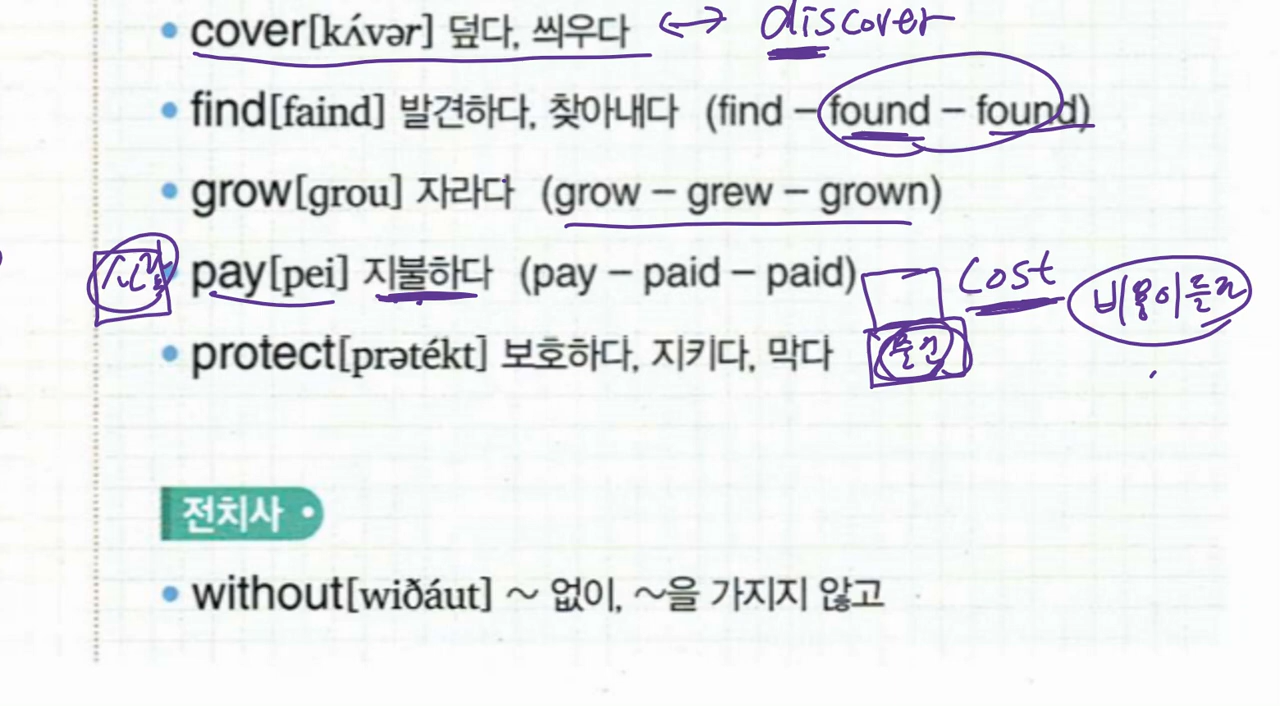 • cover[kʌ́vər] 덮다, 씌우다 ↔ discover
• find[faind] 발견하다, 찾아내다 (find – found – found)
• grow[grou] 자라다 (grow – grew – grown)
사람 • pay[pei] 지불하다 (pay – paid – paid) cost 비용이 들다
• protect[prətékt] 보호하다, 지키다, 막다 물건
전치사
• without[wiðáut] ~ 없이, ~을 가지지 않고